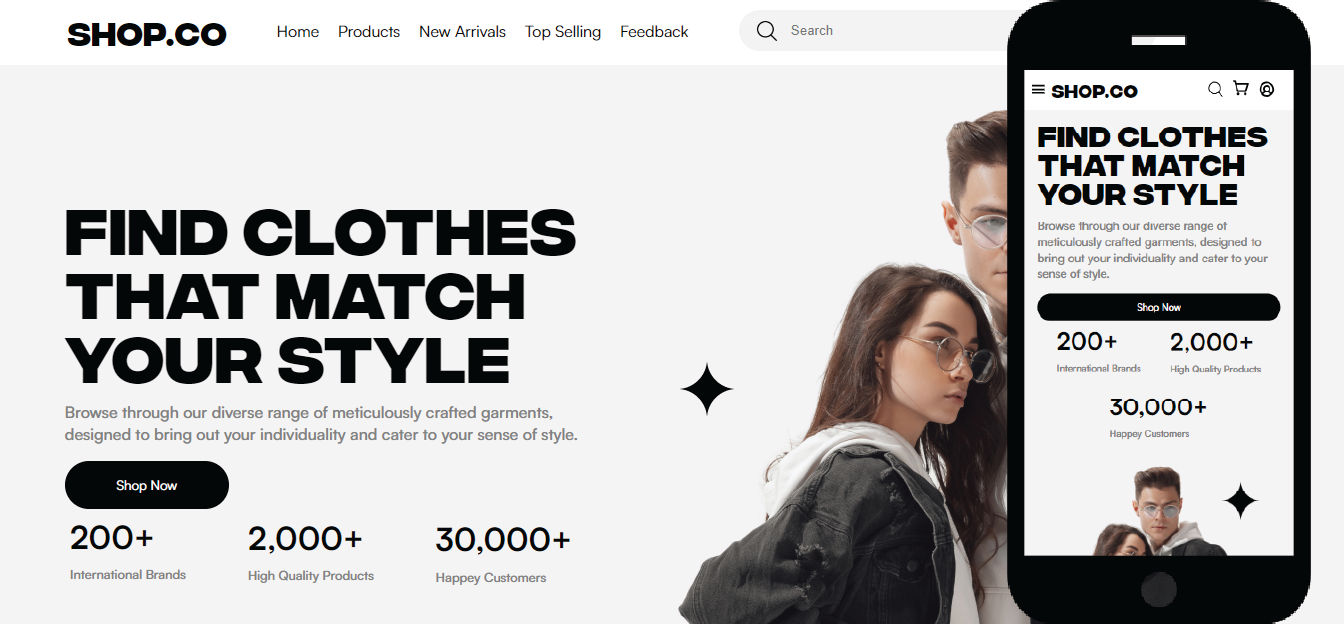 SHOP.CO
Home Products New Arrivals Top Selling Feedback
Search
FIND CLOTHES
THAT MATCH
YOUR STYLE
Browse through our diverse range of meticulously crafted garments,
designed to bring out your individuality and cater to your sense of style.
Shop Now
200+ 2,000+ 30,000+
International Brands High Quality Products Happey Customers
SHOP.CO
FIND CLOTHES
THAT MATCH
YOUR STYLE
Browse through our diverse range of
meticulously crafted garments, designed to
bring out your individuality and cater to your
sense of style.
Shop Now
200+ 2,000+
International Brands High Quality Products
30,000+
Happey Customers